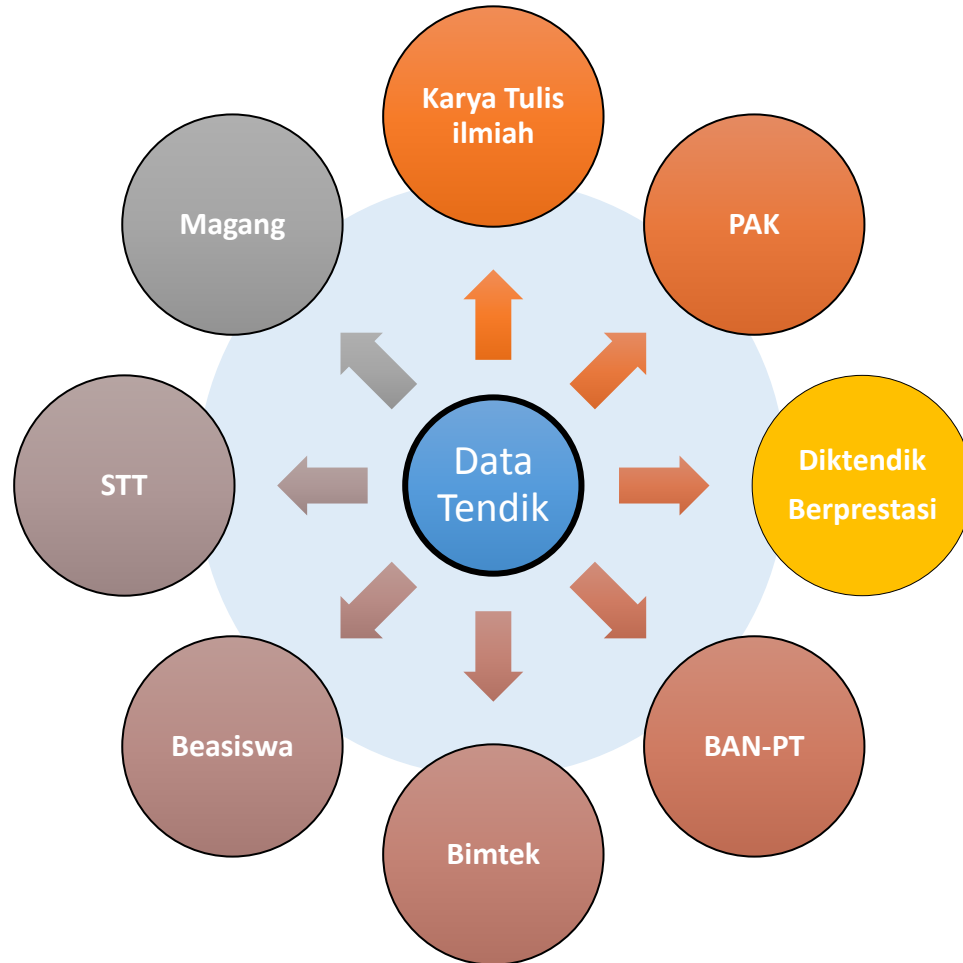 Karya Tulis
ilmiah
PAK
Diktendik
Berprestasi
BAN-PT
Bimtek
Beasiswa
STT
Magang
Data
Tendik